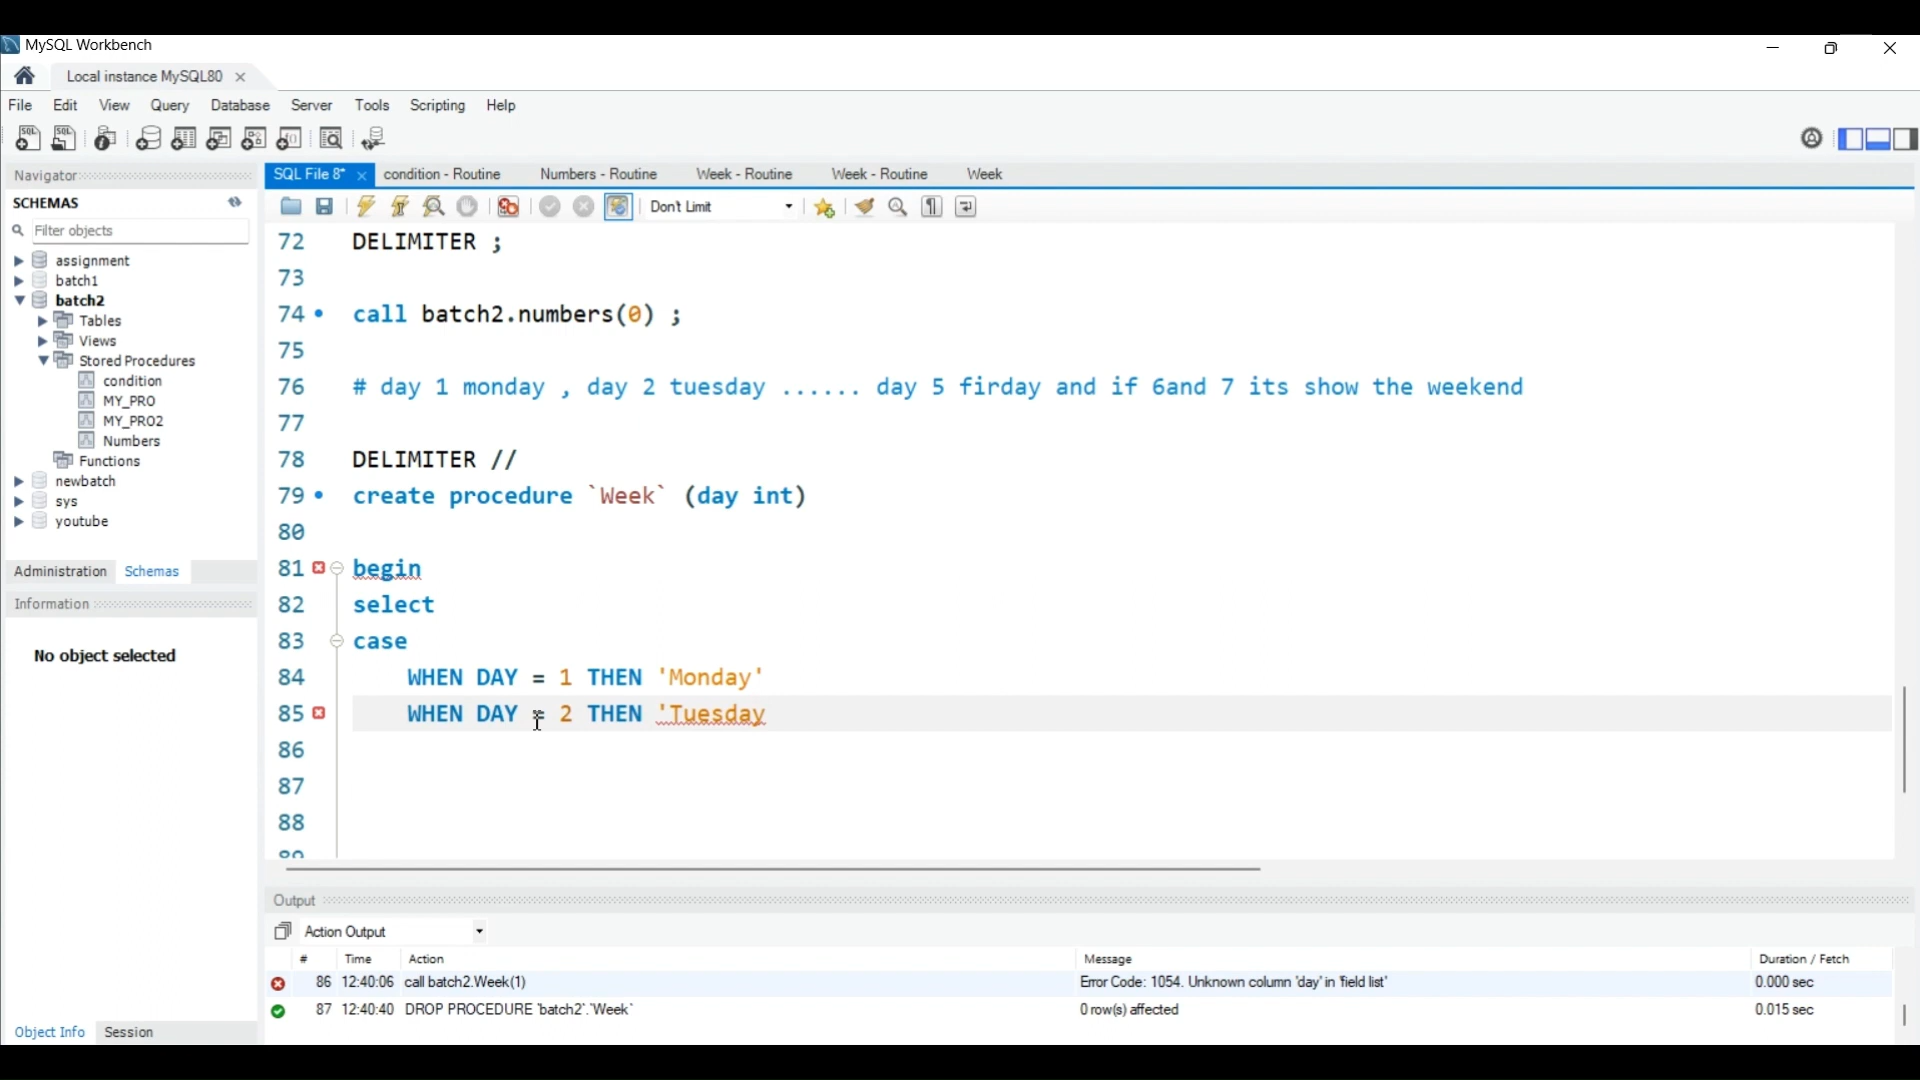 MySQL Workbench
Local instance MySQL80
File Edit View Query Database Server Tools Scripting Help
Navigator
SCHEMAS
Filter objects
assignment
batch1
batch2
Tables
Views
Stored Procedures
condition
MY_PRO
MY_PRO2
Numbers
Functions
newbatch
sys
youtube
Administration Schemas
Information
No object selected
Object Info Session
SQL File 8* condition - Routine Numbers - Routine Week - Routine Week - Routine Week
Don't Limit
72 DELIMITER ;
73
74 call batch2.numbers(0) ;
75
76 # day 1 monday , day 2 tuesday ...... day 5 firday and if 6and 7 its show the weekend
77
78 DELIMITER //
79 create procedure `Week` (day int)
80
81 begin
82 select
83 case
84 WHEN DAY = 1 THEN 'Monday'
85 WHEN DAY = 2 THEN 'Tuesday
86
87
88
89
Output
Action Output
# Time Action Message Duration / Fetch
86 12:40:06 call batch2.Week(1) Error Code: 1054. Unknown column 'day' in 'field list' 0.000 sec
87 12:40:40 DROP PROCEDURE `batch2`.`Week` 0 row(s) affected 0.015 sec